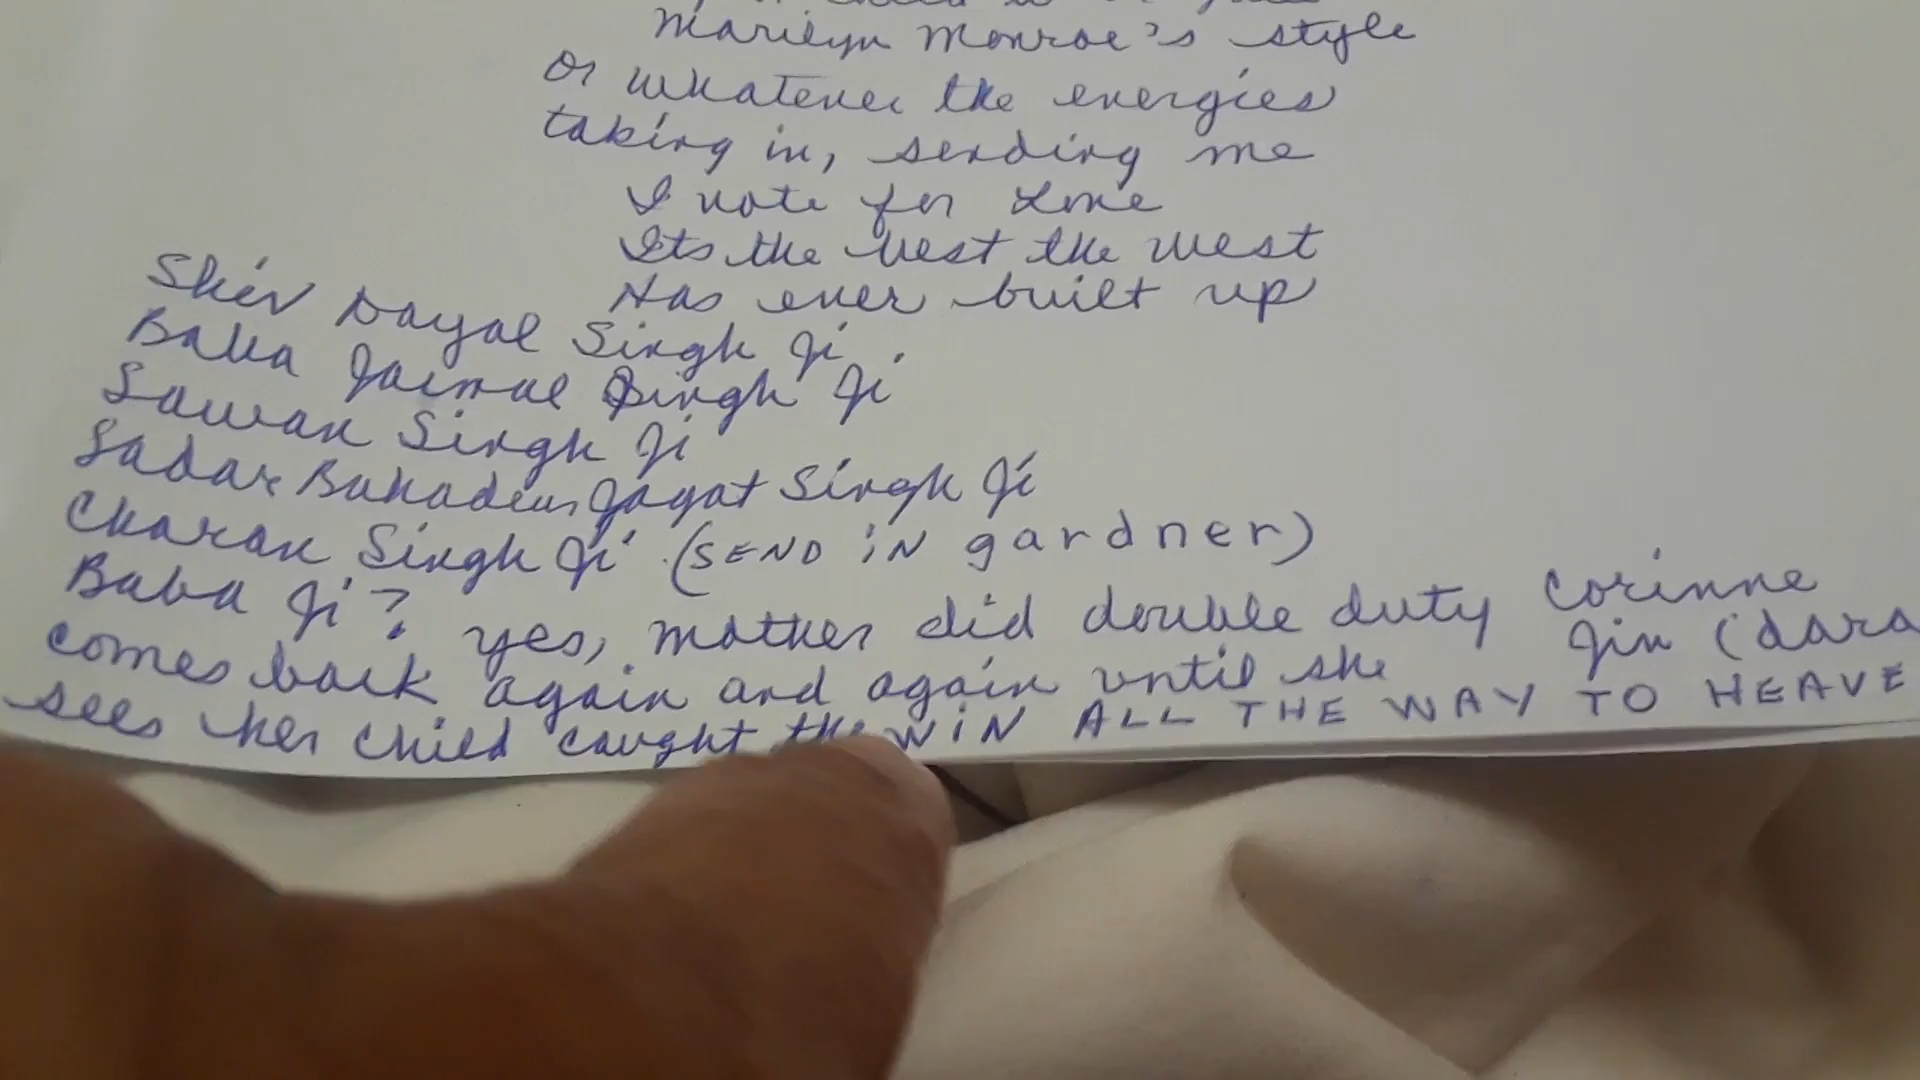 Marilyn Monroe's style
or whatever the energies
taking in, sending me
I vote for Love
Its the best the west
Has ever built up
Shiv Dayal Singh Ji
Baba Jaimal Singh Ji
Sawan Singh Ji
Sadar Bahadeur Jagat Singh Ji
Charan Singh Ji (SEND iN gardner)
Baba Ji? yes, mother did double duty Corinne
comes back again and again until she Jin (dara
sees her child caught the WiN ALL THE WAY TO HEAVE